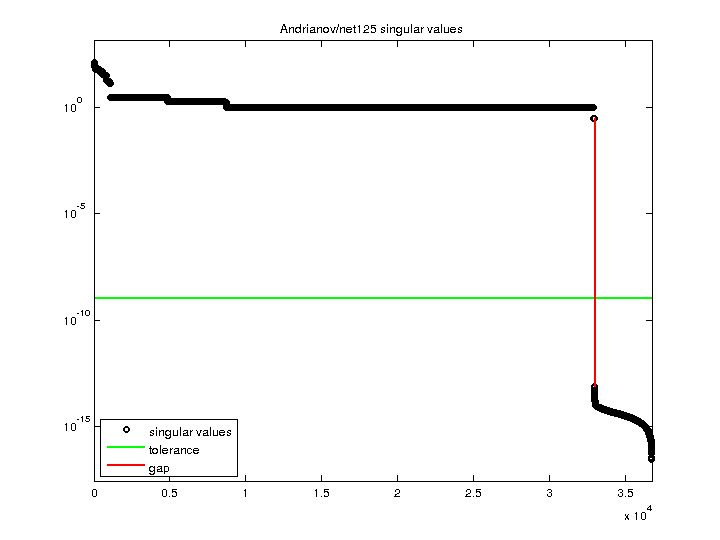 Andrianov/net125 singular values
10^0
10^-5
10^-10
10^-15
singular values
tolerance
gap
0 0.5 1 1.5 2 2.5 3 3.5
x 10^4